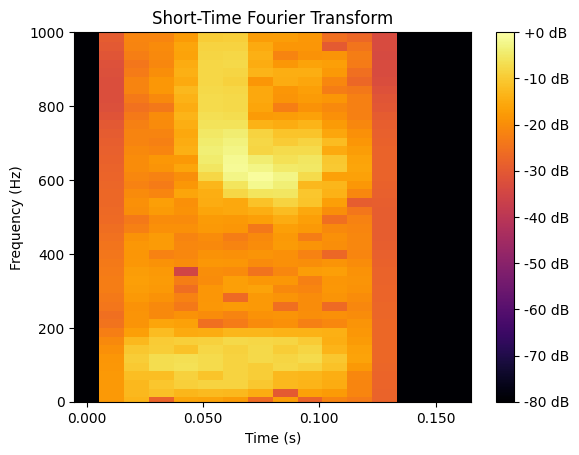 Short-Time Fourier Transform
1000
800
600
400
200
0
Frequency (Hz)
0.000
0.050
0.100
0.150
Time (s)
+0 dB
-10 dB
-20 dB
-30 dB
-40 dB
-50 dB
-60 dB
-70 dB
-80 dB